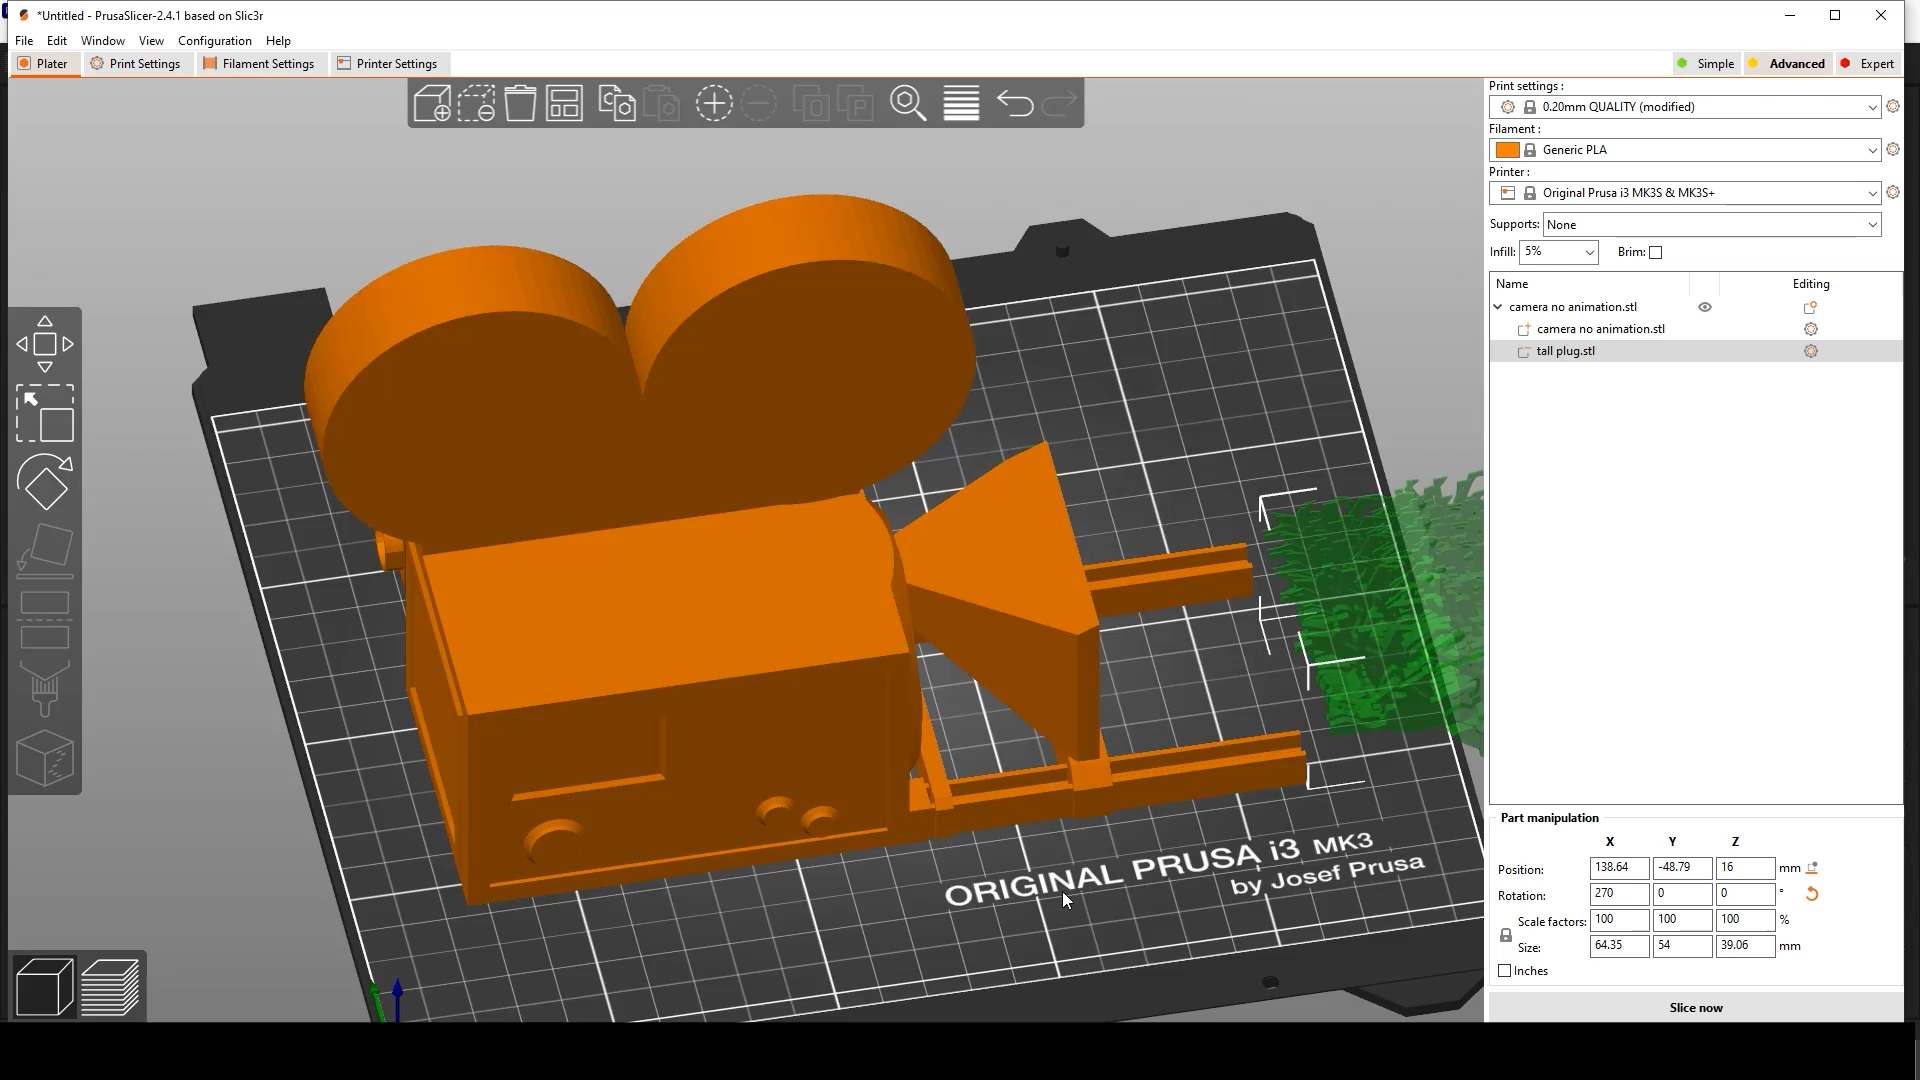 *Untitled - PrusaSlicer-2.4.1 based on Slic3r
File Edit Window View Configuration Help
Plater Print Settings Filament Settings Printer Settings
Simple Advanced Expert
Print settings :
0.20mm QUALITY (modified)
Filament :
Generic PLA
Printer :
Original Prusa i3 MK3S & MK3S+
Supports: None
Infill: 5% Brim:
Name Editing
camera no animation.stl
camera no animation.stl
tall plug.stl
ORIGINAL PRUSA i3 MK3
by Josef Prusa
Part manipulation
X Y Z
Position: 138.64 -48.79 16 mm
Rotation: 270 0 0 °
Scale factors: 100 100 100 %
Size: 64.35 54 39.06 mm
Inches
Slice now